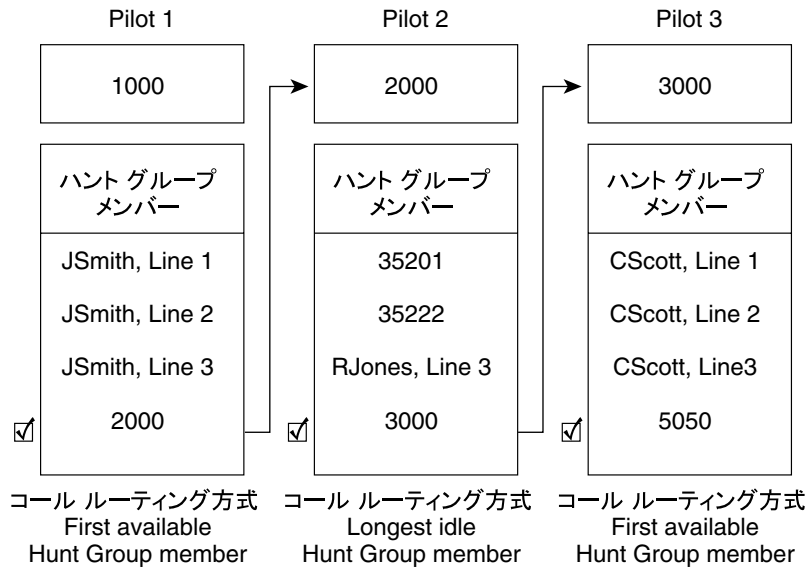 Pilot 1
1000
ハント グループ
メンバー
JSmith, Line 1
JSmith, Line 2
JSmith, Line 3
2000
コール ルーティング方式
First available
Hunt Group member
Pilot 2
2000
ハント グループ
メンバー
35201
35222
RJones, Line 3
3000
コール ルーティング方式
Longest idle
Hunt Group member
Pilot 3
3000
ハント グループ
メンバー
CScott, Line 1
CScott, Line 2
CScott, Line3
5050
コール ルーティング方式
First available
Hunt Group member